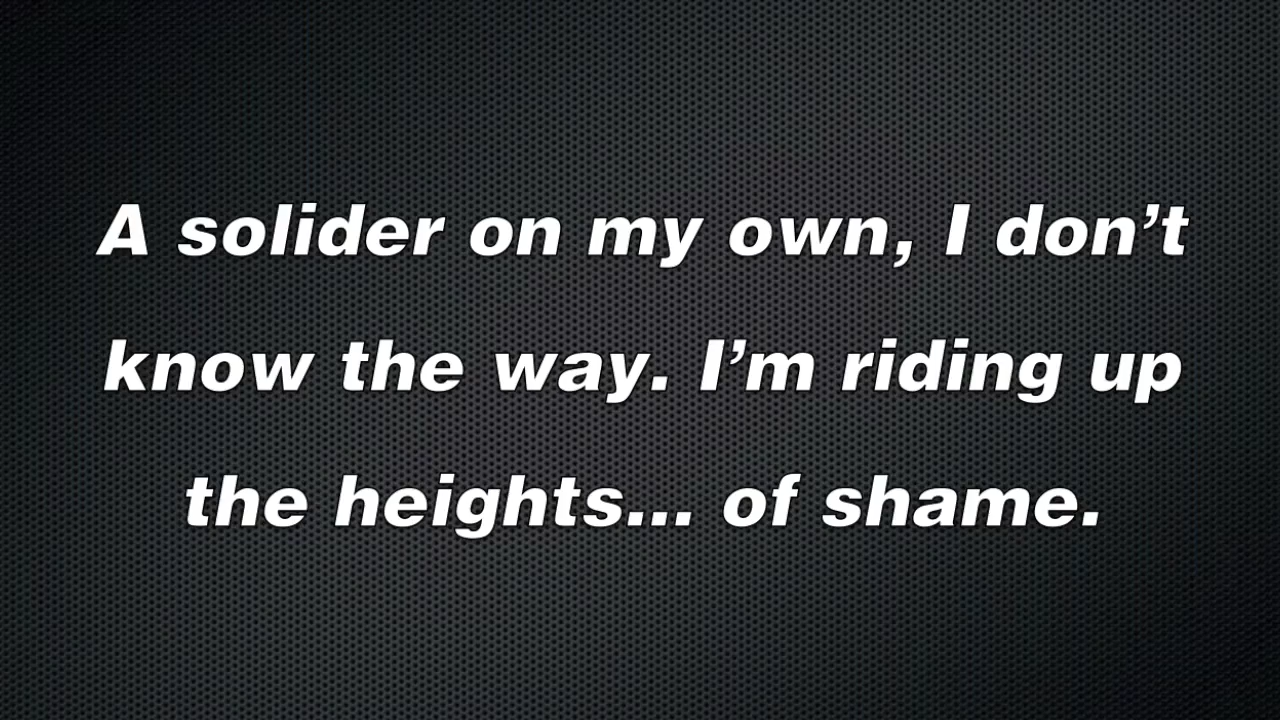 A solider on my own, I don’t
know the way. I’m riding up
the heights... of shame.